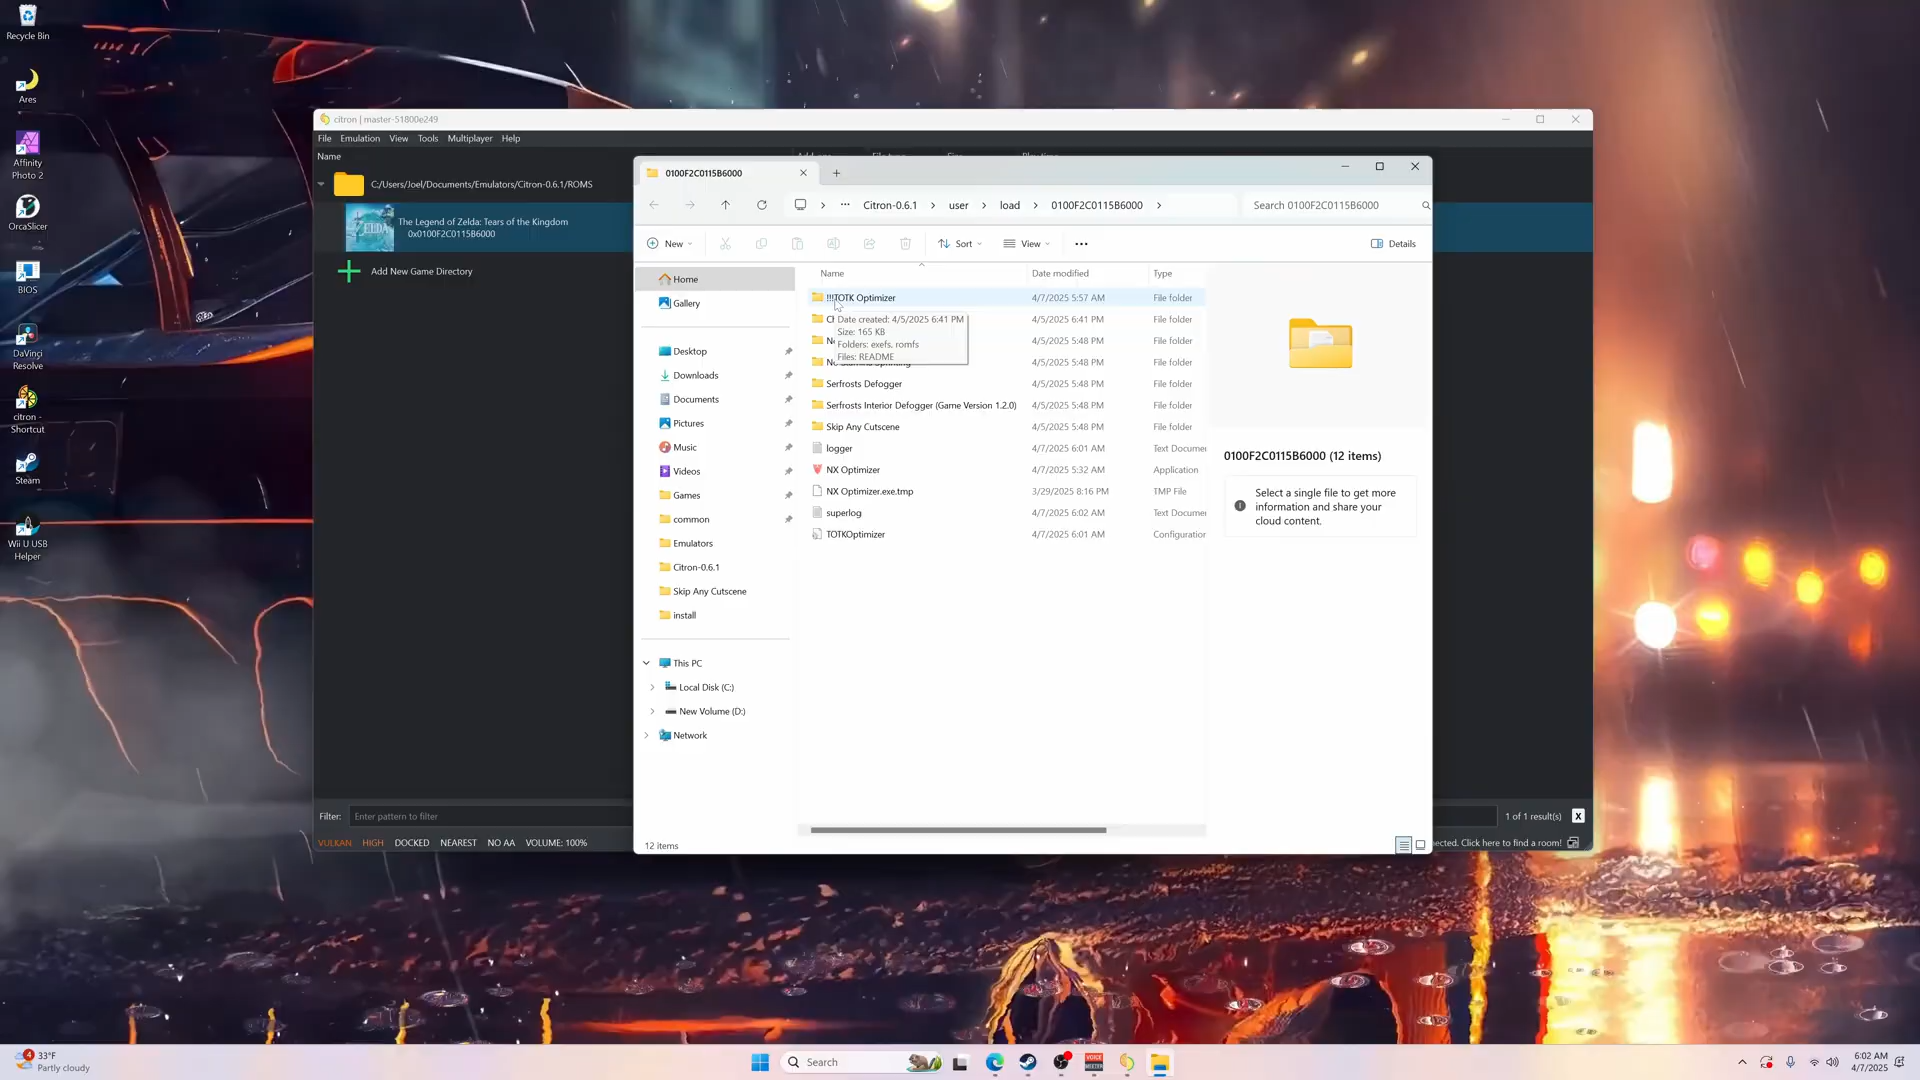 Recycle Bin
Ares
Affinity
Photo 2
OrcaSlicer
BIOS
DaVinci
Resolve
citron -
Shortcut
Steam
Wii U USB
Helper
citron | master-51800e249
File Emulation View Tools Multiplayer Help
Name
C:/Users/Joel/Documents/Emulators/Citron-0.6.1/ROMS
The Legend of Zelda: Tears of the Kingdom
0x0100F2C0115B6000
Add New Game Directory
Filter: Enter pattern to filter
1 of 1 result(s) X
VULKAN HIGH DOCKED NEAREST NO AA VOLUME: 100%
Click here to find a room!
0100F2C0115B6000
Citron-0.6.1 > user > load > 0100F2C0115B6000 >
Search 0100F2C0115B6000
New Sort View Details
Home
Gallery
Desktop
Downloads
Documents
Pictures
Music
Videos
Games
common
Emulators
Citron-0.6.1
Skip Any Cutscene
install
This PC
Local Disk (C:)
New Volume (D:)
Network
Name Date modified Type
!!!TOTK Optimizer 4/7/2025 5:57 AM File folder
4/5/2025 6:41 PM File folder
4/5/2025 5:48 PM File folder
4/5/2025 5:48 PM File folder
Date created: 4/5/2025 6:41 PM
Size: 165 KB
Folders: exefs, romfs
Files: README
Serfrosts Defogger 4/5/2025 5:48 PM File folder
Serfrosts Interior Defogger (Game Version 1.2.0) 4/5/2025 5:48 PM File folder
Skip Any Cutscene 4/5/2025 5:48 PM File folder
logger 4/7/2025 6:01 AM Text Docume
NX Optimizer 4/7/2025 5:32 AM Application
NX Optimizer.exe.tmp 3/29/2025 8:16 PM TMP File
superlog 4/7/2025 6:02 AM Text Docume
TOTKOptimizer 4/7/2025 6:01 AM Configuration
0100F2C0115B6000 (12 items)
Select a single file to get more
information and share your
cloud content.
12 items
4
33°F
Partly cloudy
Search
VOICE
MEETER
6:02 AM
4/7/2025